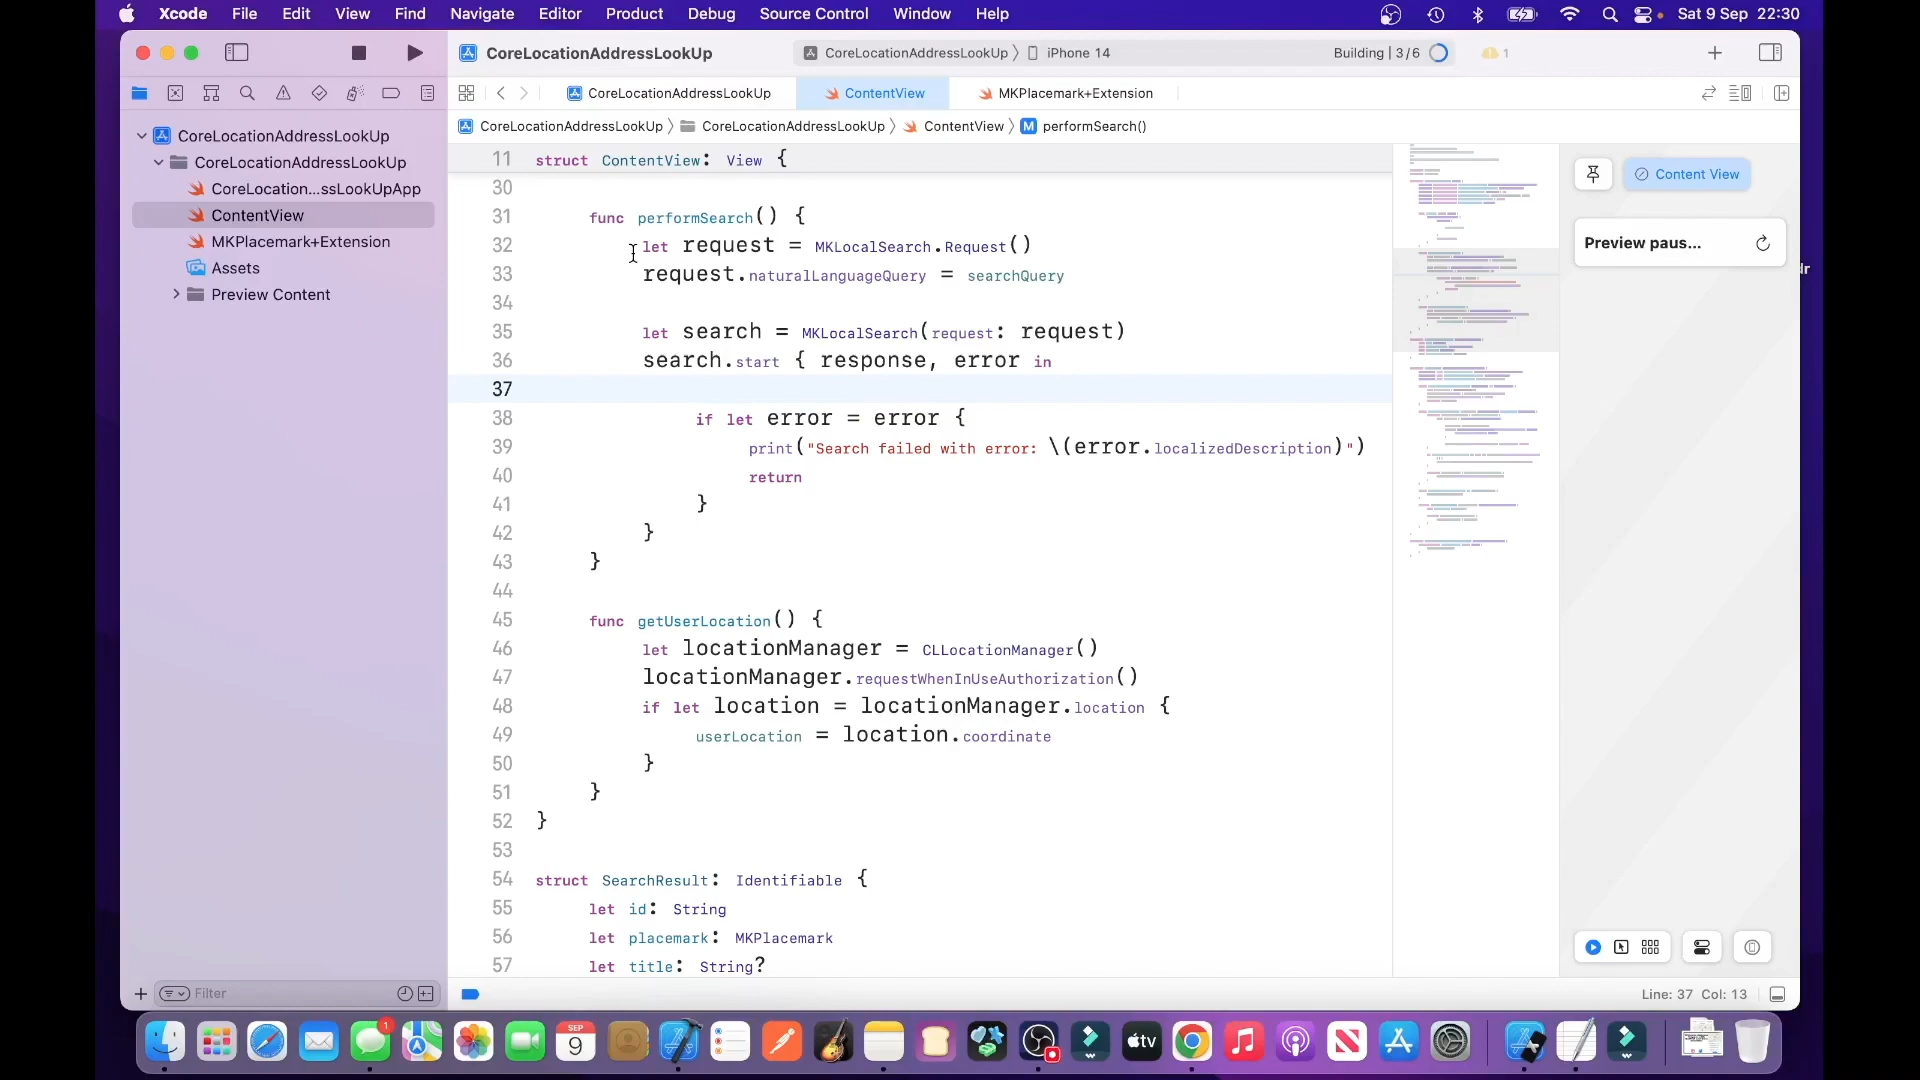 Xcode File Edit View Find Navigate Editor Product Debug Source Control Window Help
Sat 9 Sep 22:30
CoreLocationAddressLookUp
CoreLocationAddressLookUp 〉 iPhone 14
Building | 3/6
1
CoreLocationAddressLookUp
ContentView
MKPlacemark+Extension
CoreLocationAddressLookUp 〉 CoreLocationAddressLookUp 〉 ContentView 〉 M performSearch()
CoreLocationAddressLookUp
CoreLocationAddressLookUp
CoreLocation...ssLookUpApp
ContentView
MKPlacemark+Extension
Assets
Preview Content
Filter
11 struct ContentView: View {
30
31 func performSearch() {
32 let request = MKLocalSearch.Request()
33 request.naturalLanguageQuery = searchQuery
34
35 let search = MKLocalSearch(request: request)
36 search.start { response, error in
37
38 if let error = error {
39 print("Search failed with error: \(error.localizedDescription)")
40 return
41 }
42 }
43 }
44
45 func getUserLocation() {
46 let locationManager = CLLocationManager()
47 locationManager.requestWhenInUseAuthorization()
48 if let location = locationManager.location {
49 userLocation = location.coordinate
50 }
51 }
52 }
53
54 struct SearchResult: Identifiable {
55 let id: String
56 let placemark: MKPlacemark
57 let title: String?
Content View
Preview paus...
dr
Line: 37 Col: 13
1
SEP
9
tv